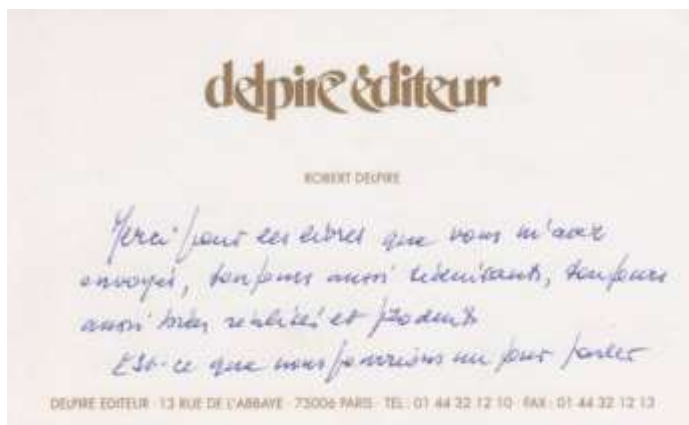 delpire éditeur
ROBERT DELPIRE
Merci pour les livres que vous m'avez
envoyés, toujours aussi séduisants, toujours
aussi bien réalisés et
Est-ce que nous pourrions un jour parler
DELPIRE EDITEUR · 13 RUE DE L'ABBAYE · 75006 PARIS · TEL : 01 44 32 12 10 · FAX : 01 44 32 12 13